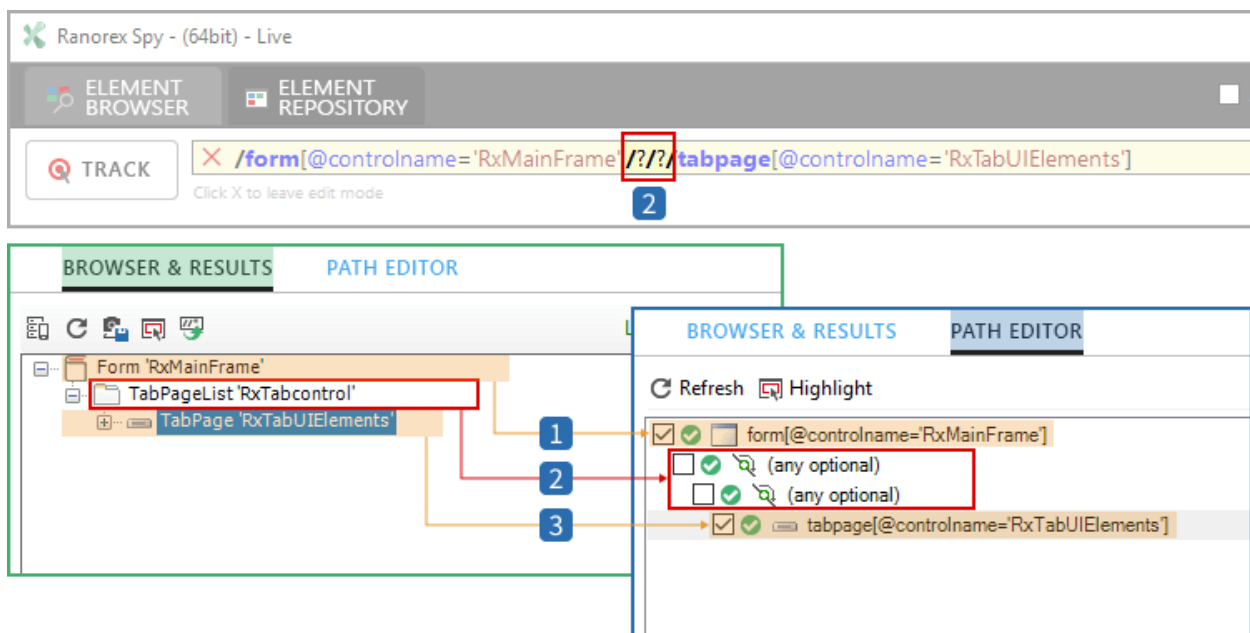 Ranorex Spy - (64bit) - Live
ELEMENT BROWSER
ELEMENT REPOSITORY
TRACK
/form[@controlname='RxMainFrame'/?/?/tabpage[@controlname='RxTabUIElements']
Click X to leave edit mode
2
BROWSER & RESULTS
PATH EDITOR
Form 'RxMainFrame'
TabPageList 'RxTabcontrol'
TabPage 'RxTabUIElements'
1
2
3
BROWSER & RESULTS
PATH EDITOR
Refresh
Highlight
form[@controlname='RxMainFrame']
(any optional)
(any optional)
tabpage[@controlname='RxTabUIElements']